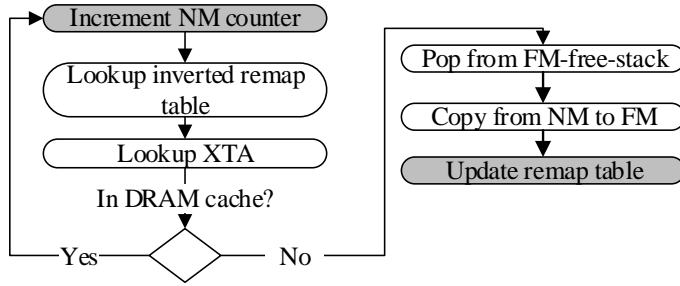 Increment NM counter
Lookup inverted remap
table
Lookup XTA
In DRAM cache?
Yes
No
Pop from FM-free-stack
Copy from NM to FM
Update remap table